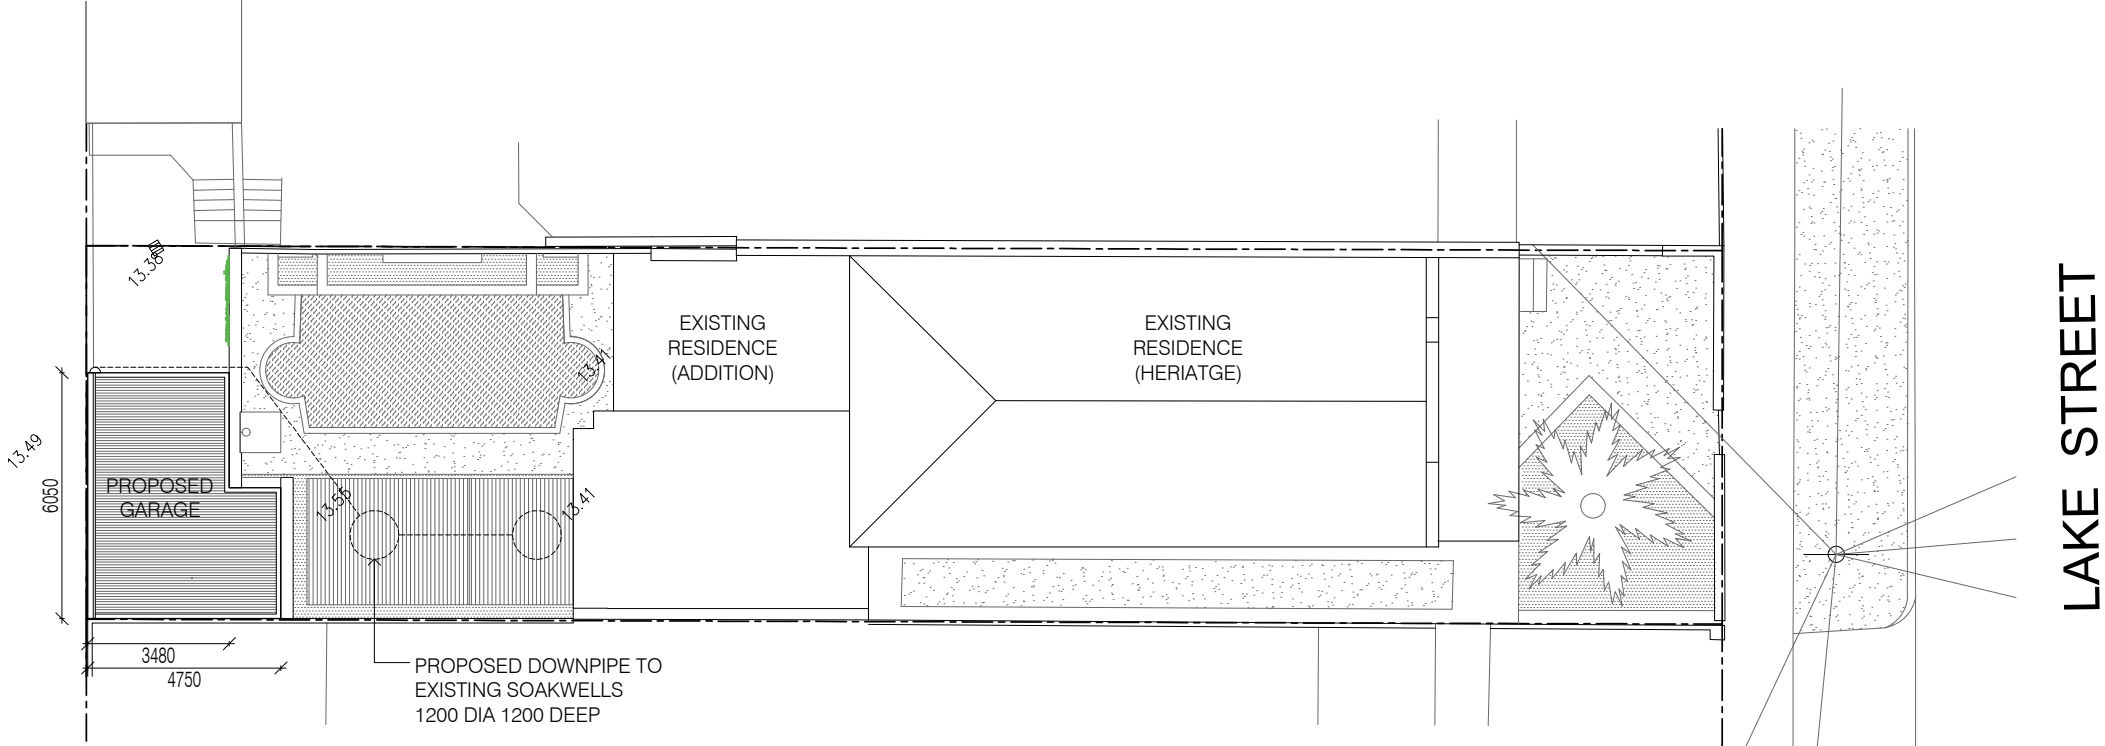 13.38
EXISTING
RESIDENCE
(ADDITION)
EXISTING
RESIDENCE
(HERIATGE)
13.41
13.49
6050
PROPOSED
GARAGE
13.55
13.41
3480
4750
PROPOSED DOWNPIPE TO
EXISTING SOAKWELLS
1200 DIA 1200 DEEP
LAKE STREET